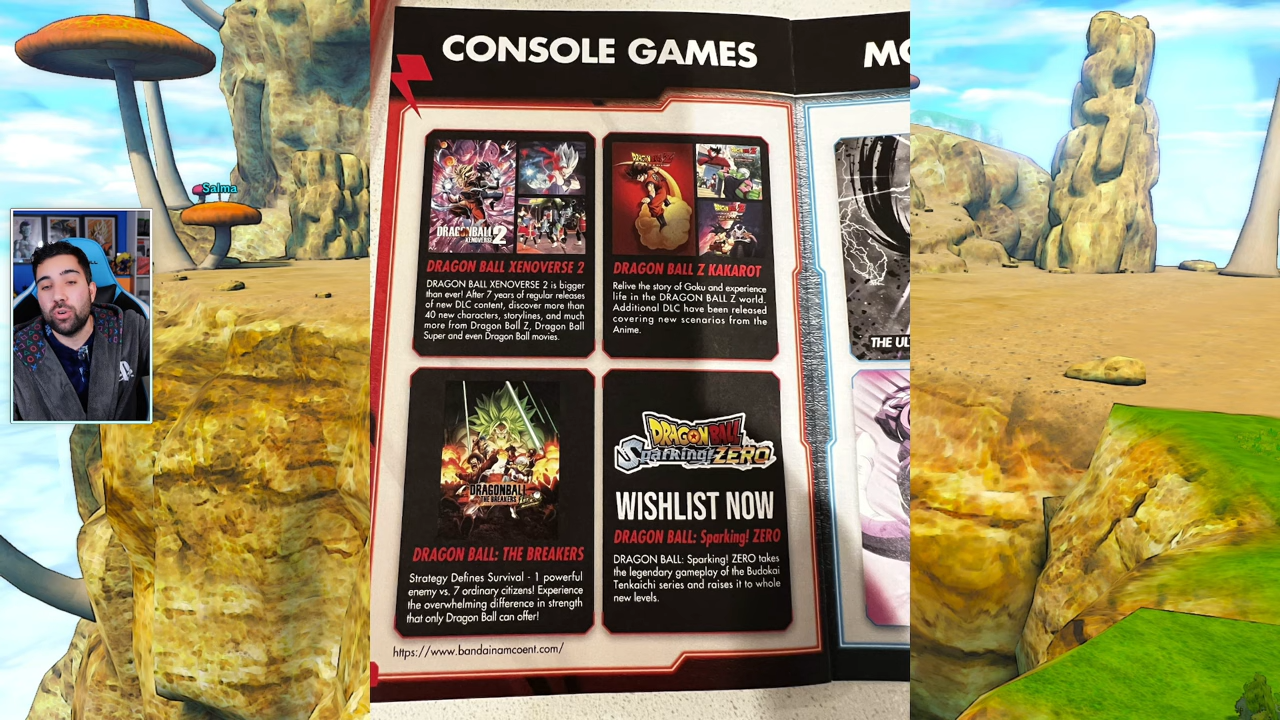 CONSOLE GAMES
Salma
DRAGON BALL
XENOVERSE 2
DRAGON BALL XENOVERSE 2
DRAGON BALL XENOVERSE 2 is bigger
than ever! After 7 years of regular releases
of new DLC content, discover more than
40 new characters, storylines, and much
more from Dragon Ball Z, Dragon Ball
Super and even Dragon Ball movies.
DRAGON BALL Z KAKAROT
Relive the story of Goku and experience
life in the DRAGON BALL Z world.
Additional DLC have been released
covering new scenarios from the
Anime.
DRAGONBALL
THE BREAKERS
DRAGON BALL: THE BREAKERS
Strategy Defines Survival - 1 powerful
enemy vs. 7 ordinary citizens! Experience
the overwhelming difference in strength
that only Dragon Ball can offer!
DRAGON BALL
Sparking! ZERO
WISHLIST NOW
DRAGON BALL: Sparking! ZERO
DRAGON BALL: Sparking! ZERO takes
the legendary gameplay of the Budokai
Tenkaichi series and raises it to whole
new levels.
https://www.bandainamcoent.com/
MO
THE UL